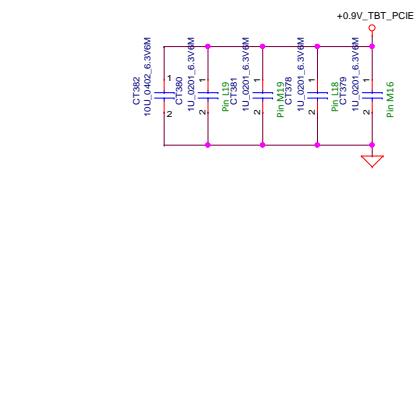 +0.9V_TBT_PCIE
CT382
10U_0402_6.3V6M
1
2
CT380
1U_0201_6.3V6M
1
2
Pin L19
CT381
1U_0201_6.3V6M
1
2
Pin M19
CT378
1U_0201_6.3V6M
1
2
Pin L18
CT379
1U_0201_6.3V6M
1
2
Pin M16